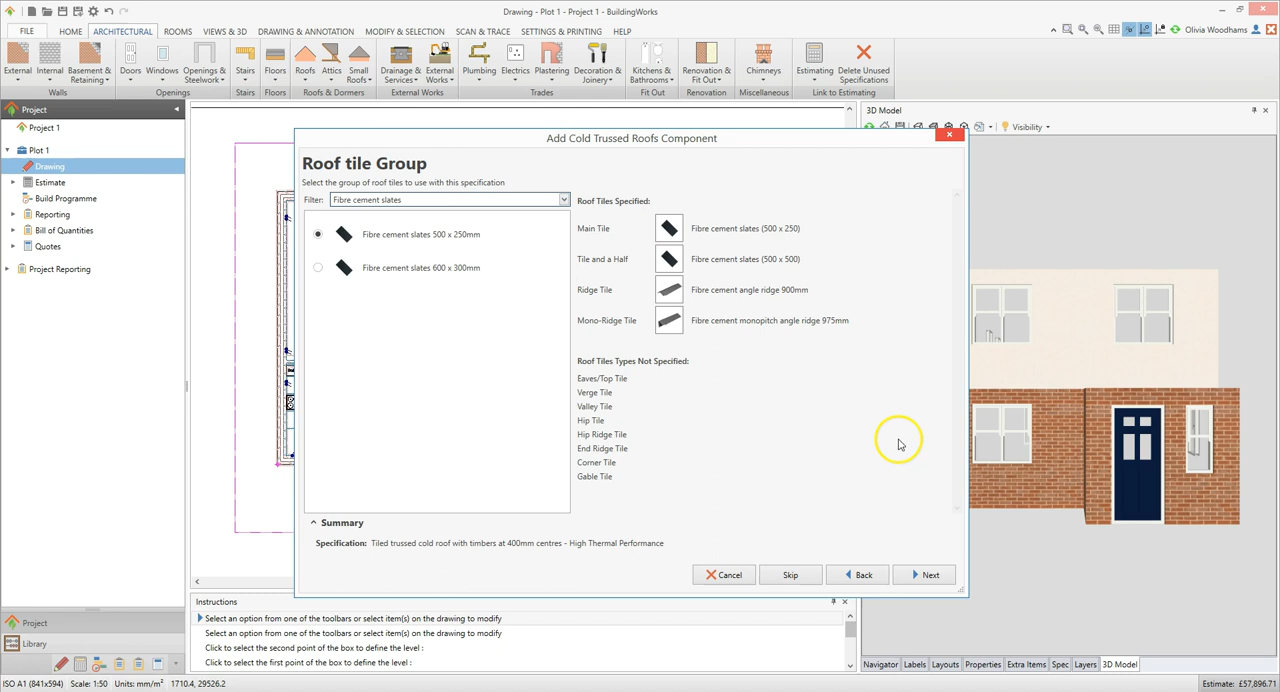 Drawing - Plot 1 - Project 1 - BuildingWorks
FILE HOME ARCHITECTURAL ROOMS VIEWS & 3D DRAWING & ANNOTATION MODIFY & SELECTION SCAN & TRACE SETTING & PRINTING HELP
Olivia Woodhams
External Internal Basement & Retaining Doors Windows Openings & Steelwork Stairs Floors Roofs Attics Small Roofs Drainage & Services External Works Plumbing Electrics Plastering Decoration & Joinery Kitchens & Bathrooms Renovation & Fit Out Chimneys Estimating Delete Unused Specifications
Walls Openings Stairs Floors Roofs & Dormers External Works Trades Fit Out Renovation Miscellaneous Link to Estimating
Project
Project 1
Plot 1
Drawing
Estimate
Build Programme
Reporting
Bill of Quantities
Quotes
Project Reporting
Project
Library
3D Model
Visibility
Add Cold Trussed Roofs Component
Roof tile Group
Select the group of roof tiles to use with this specification
Filter: Fibre cement slates
Fibre cement slates 500 x 250mm
Fibre cement slates 600 x 300mm
Roof Tiles Specified:
Main Tile Fibre cement slates (500 x 250)
Tile and a Half Fibre cement slates (500 x 500)
Ridge Tile Fibre cement angle ridge 900mm
Mono-Ridge Tile Fibre cement monopitch angle ridge 975mm
Roof Tiles Types Not Specified:
Eaves/Top Tile
Verge Tile
Valley Tile
Hip Tile
Hip Ridge Tile
End Ridge Tile
Corner Tile
Gable Tile
Summary
Specification: Tiled trussed cold roof with timbers at 400mm centres - High Thermal Performance
Cancel Skip Back Next
Instructions
Select an option from one of the toolbars or select item(s) on the drawing to modify
Select an option from one of the toolbars or select item(s) on the drawing to modify
Click to select the second point of the box to define the level :
Click to select the first point of the box to define the level :
Navigator Labels Layouts Properties Extra Items Spec Layers 3D Model
ISO A1 (841x594) Scale: 1:50 Units: mm/m² 1710.4, 29526.2 Estimate: £57,896.71